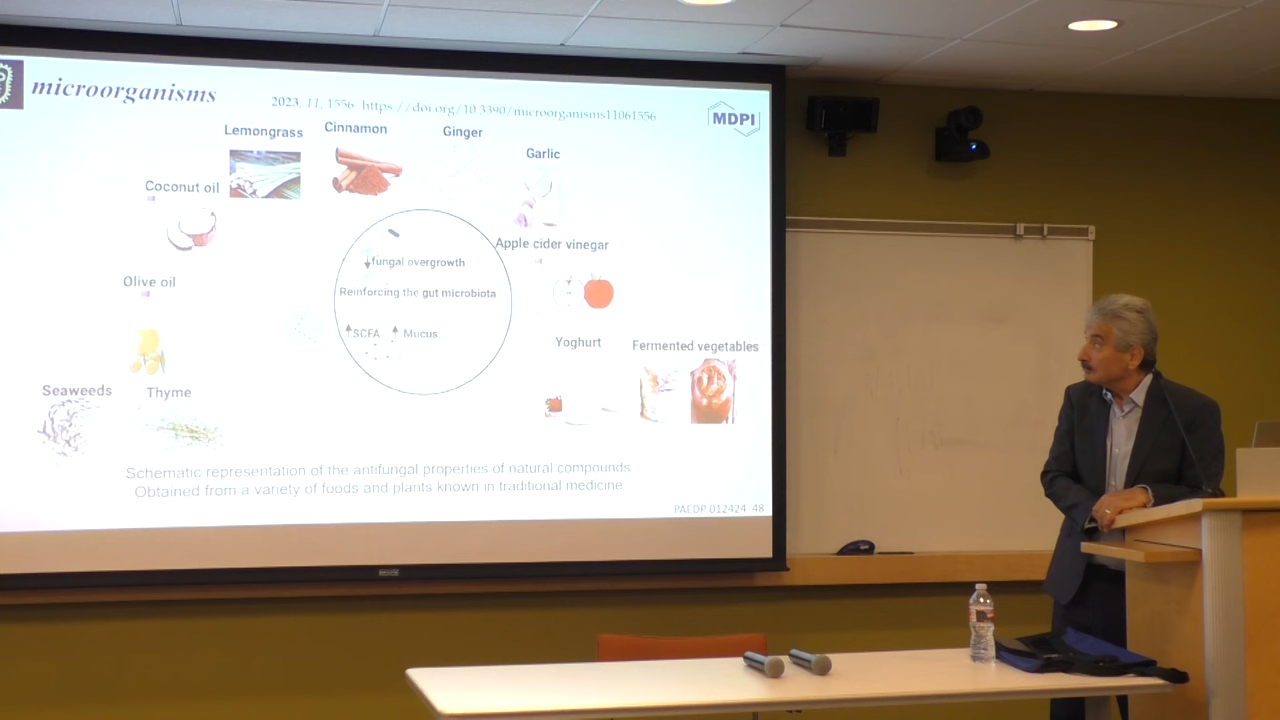 microorganisms
2023, 11, 1556. https://doi.org/10.3390/microorganisms11061556
MDPI
Lemongrass
Cinnamon
Ginger
Garlic
Coconut oil
Apple cider vinegar
fungal overgrowth
Olive oil
Reinforcing the gut microbiota
SCFA
Mucus
Yoghurt
Fermented vegetables
Seaweeds
Thyme
Schematic representation of the antifungal properties of natural compounds
Obtained from a variety of foods and plants known in traditional medicine
PAEDP 012424 48